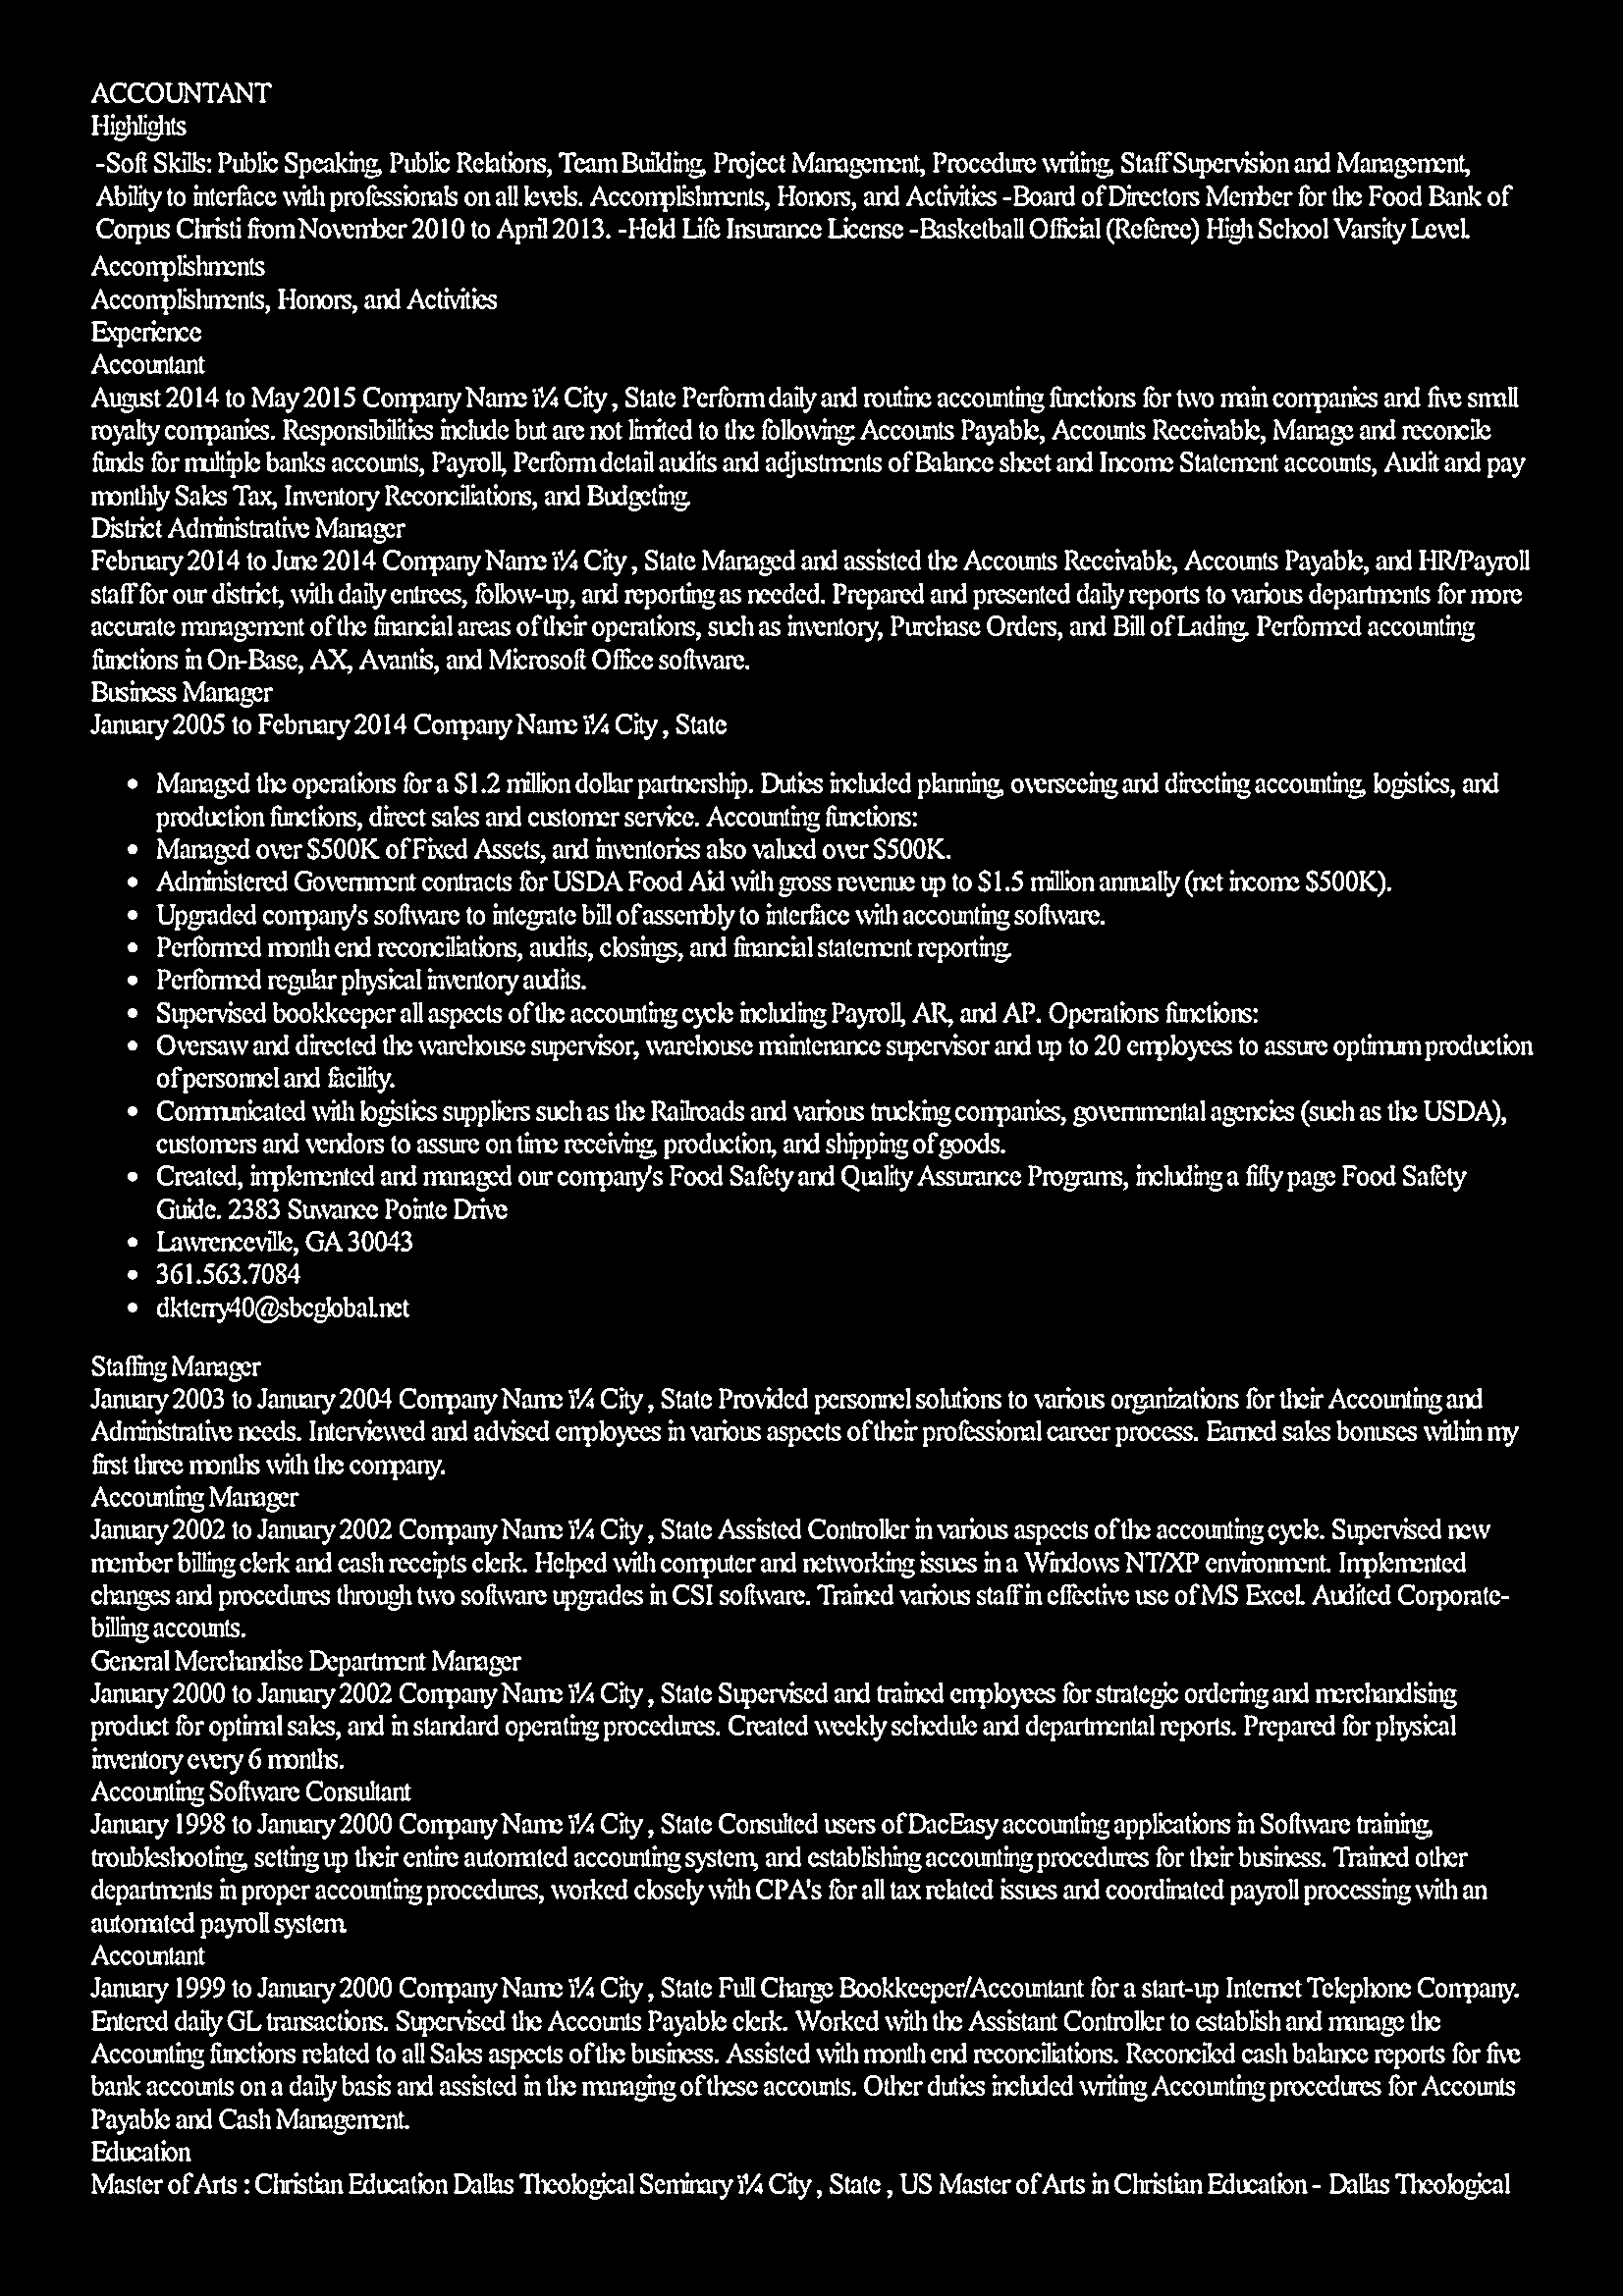 ACCOUNTANT
Highlights
-Soft Skills: Public Speaking, Public Relations, Team Building, Project Management, Procedure writing, Staff Supervision and Management,
Ability to interface with professionals on all levels. Accomplishments, Honors, and Activities -Board of Directors Member for the Food Bank of
Corpus Christi from November 2010 to April 2013. -Held Life Insurance License -Basketball Official (Referee) High School Varsity Level.
Accomplishments
Accomplishments, Honors, and Activities
Experience
Accountant
August 2014 to May 2015 Company Name ï¼ City , State Perform daily and routine accounting functions for two main companies and five small
royalty companies. Responsibilities include but are not limited to the following: Accounts Payable, Accounts Receivable, Manage and reconcile
funds for multiple banks accounts, Payroll, Perform detail audits and adjustments of Balance sheet and Income Statement accounts, Audit and pay
monthly Sales Tax, Inventory Reconciliations, and Budgeting.
District Administrative Manager
February 2014 to June 2014 Company Name ï¼ City , State Managed and assisted the Accounts Receivable, Accounts Payable, and HR/Payroll
staff for our district, with daily entrees, follow-up, and reporting as needed. Prepared and presented daily reports to various departments for more
accurate management of the financial areas of their operations, such as inventory, Purchase Orders, and Bill of Lading. Performed accounting
functions in On-Base, AX, Avantis, and Microsoft Office software.
Business Manager
January 2005 to February 2014 Company Name ï¼ City , State
• Managed the operations for a $1.2 million dollar partnership. Duties included planning, overseeing and directing accounting, logistics, and
production functions, direct sales and customer service. Accounting functions:
• Managed over $500K of Fixed Assets, and inventories also valued over $500K.
• Administered Government contracts for USDA Food Aid with gross revenue up to $1.5 million annually (net income $500K).
• Upgraded company's software to integrate bill of assembly to interface with accounting software.
• Performed month end reconciliations, audits, closings, and financial statement reporting.
• Performed regular physical inventory audits.
• Supervised bookkeeper all aspects of the accounting cycle including Payroll, AR, and AP. Operations functions:
• Oversaw and directed the warehouse supervisor, warehouse maintenance supervisor and up to 20 employees to assure optimum production
of personnel and facility.
• Communicated with logistics suppliers such as the Railroads and various trucking companies, governmental agencies (such as the USDA),
customers and vendors to assure on time receiving, production, and shipping of goods.
• Created, implemented and managed our company's Food Safety and Quality Assurance Programs, including a fifty page Food Safety
Guide. 2383 Suwanee Pointe Drive
• Lawrenceville, GA 30043
• 361.563.7084
• dkterry40@sbcglobal.net
Staffing Manager
January 2003 to January 2004 Company Name ï¼ City , State Provided personnel solutions to various organizations for their Accounting and
Administrative needs. Interviewed and advised employees in various aspects of their professional career process. Earned sales bonuses within my
first three months with the company.
Accounting Manager
January 2002 to January 2002 Company Name ï¼ City , State Assisted Controller in various aspects of the accounting cycle. Supervised new
member billing clerk and cash receipts clerk. Helped with computer and networking issues in a Windows NT/XP environment. Implemented
changes and procedures through two software upgrades in CSI software. Trained various staff in effective use of MS Excel. Audited Corporate-
billing accounts.
General Merchandise Department Manager
January 2000 to January 2002 Company Name ï¼ City , State Supervised and trained employees for strategic ordering and merchandising
product for optimal sales, and in standard operating procedures. Created weekly schedule and departmental reports. Prepared for physical
inventory every 6 months.
Accounting Software Consultant
January 1998 to January 2000 Company Name ï¼ City , State Consulted users of DacEasy accounting applications in Software training,
troubleshooting, setting up their entire automated accounting system, and establishing accounting procedures for their business. Trained other
departments in proper accounting procedures, worked closely with CPA's for all tax related issues and coordinated payroll processing with an
automated payroll system.
Accountant
January 1999 to January 2000 Company Name ï¼ City , State Full Charge Bookkeeper/Accountant for a start-up Internet Telephone Company.
Entered daily GL transactions. Supervised the Accounts Payable clerk. Worked with the Assistant Controller to establish and manage the
Accounting functions related to all Sales aspects of the business. Assisted with month end reconciliations. Reconciled cash balance reports for five
bank accounts on a daily basis and assisted in the managing of these accounts. Other duties included writing Accounting procedures for Accounts
Payable and Cash Management.
Education
Master of Arts : Christian Education Dallas Theological Seminary ï¼ City , State , US Master of Arts in Christian Education - Dallas Theological